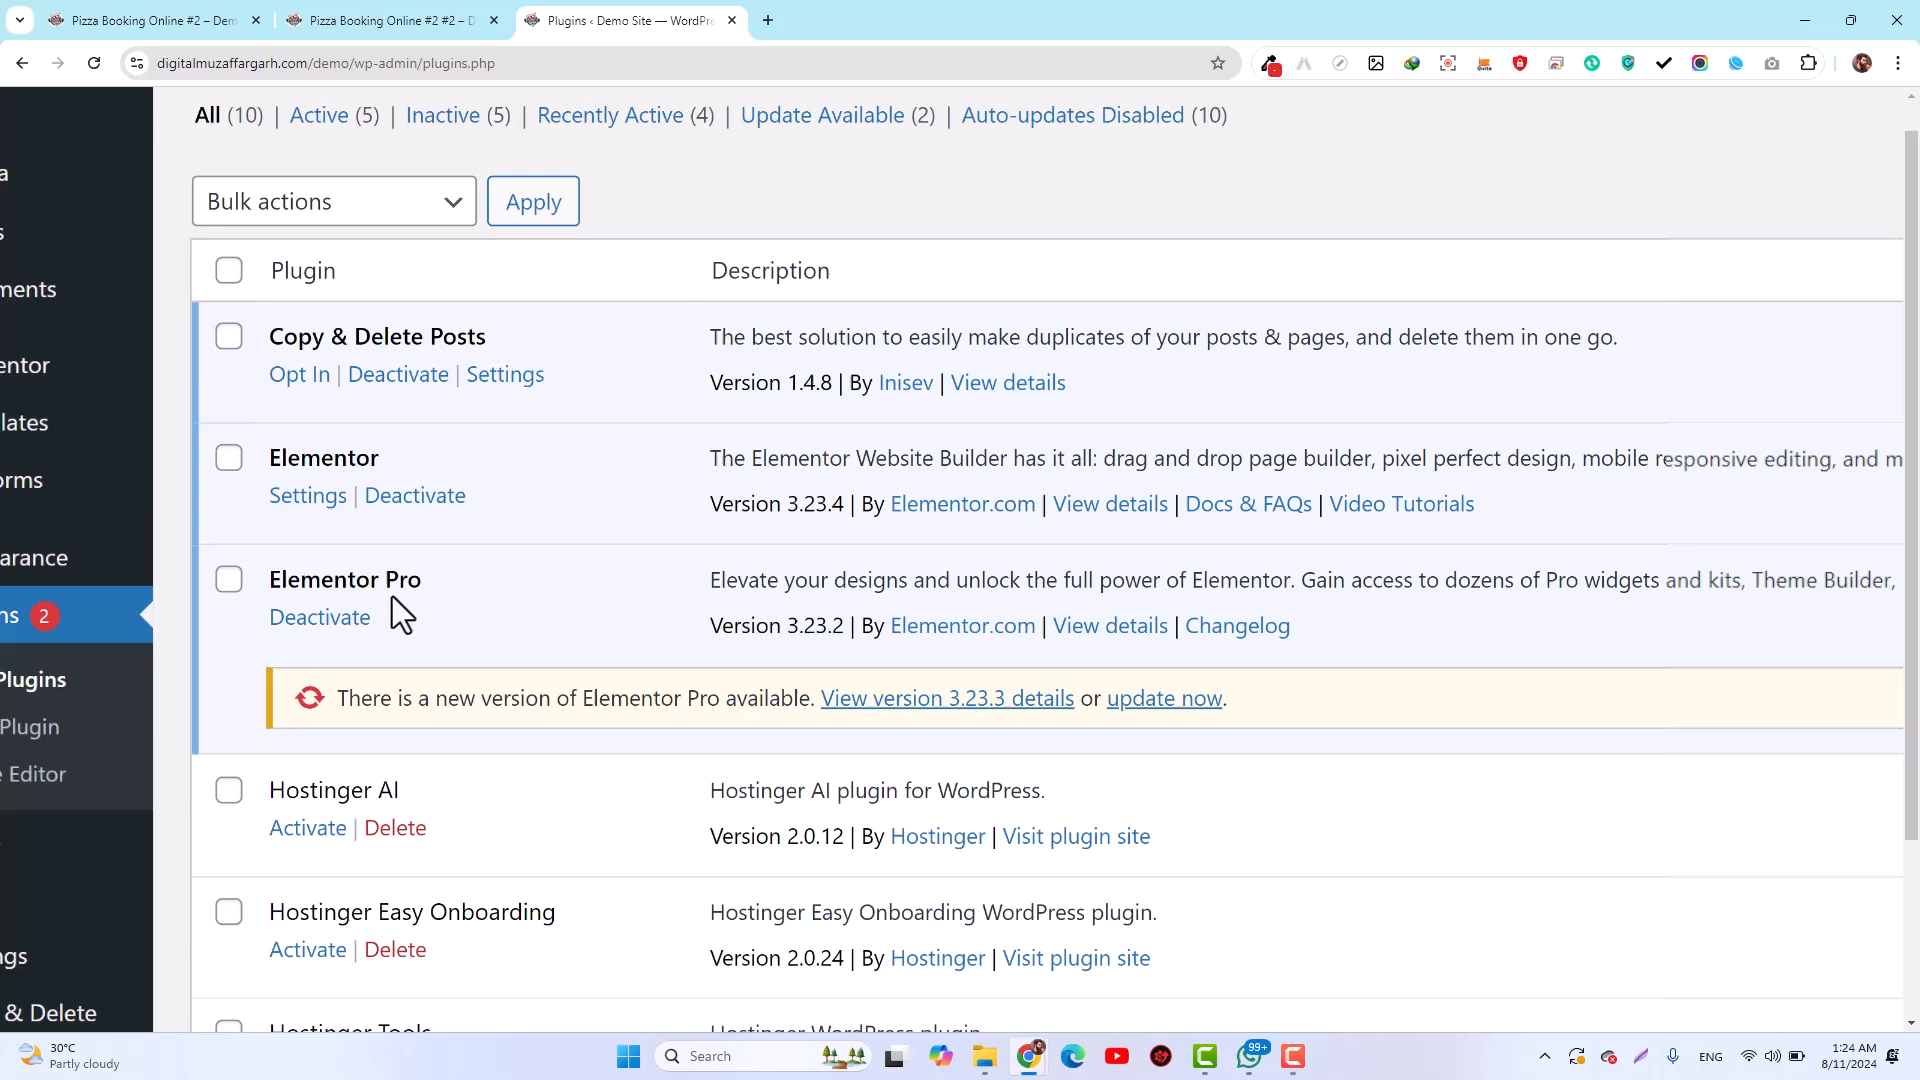 Pizza Booking Online #2 – Dem
Pizza Booking Online #2 #2 – D
Plugins ‹ Demo Site — WordPre
digitalmuzaffargarh.com/demo/wp-admin/plugins.php
All (10) | Active (5) | Inactive (5) | Recently Active (4) | Update Available (2) | Auto-updates Disabled (10)
Bulk actions
Apply
Plugin
Description
Copy & Delete Posts
The best solution to easily make duplicates of your posts & pages, and delete them in one go.
Opt In | Deactivate | Settings
Version 1.4.8 | By Inisev | View details
Elementor
The Elementor Website Builder has it all: drag and drop page builder, pixel perfect design, mobile responsive editing, and m
Settings | Deactivate
Version 3.23.4 | By Elementor.com | View details | Docs & FAQs | Video Tutorials
Elementor Pro
Elevate your designs and unlock the full power of Elementor. Gain access to dozens of Pro widgets and kits, Theme Builder,
Deactivate
Version 3.23.2 | By Elementor.com | View details | Changelog
There is a new version of Elementor Pro available. View version 3.23.3 details or update now.
Hostinger AI
Hostinger AI plugin for WordPress.
Activate | Delete
Version 2.0.12 | By Hostinger | Visit plugin site
Hostinger Easy Onboarding
Hostinger Easy Onboarding WordPress plugin.
Activate | Delete
Version 2.0.24 | By Hostinger | Visit plugin site
Hostinger Tools
Hostinger WordPress plugin
a
s
ments
entor
lates
orms
arance
ns 2
Plugins
Plugin
e Editor
ngs
& Delete
30°C
Partly cloudy
Search
99+
ENG
1:24 AM
8/11/2024